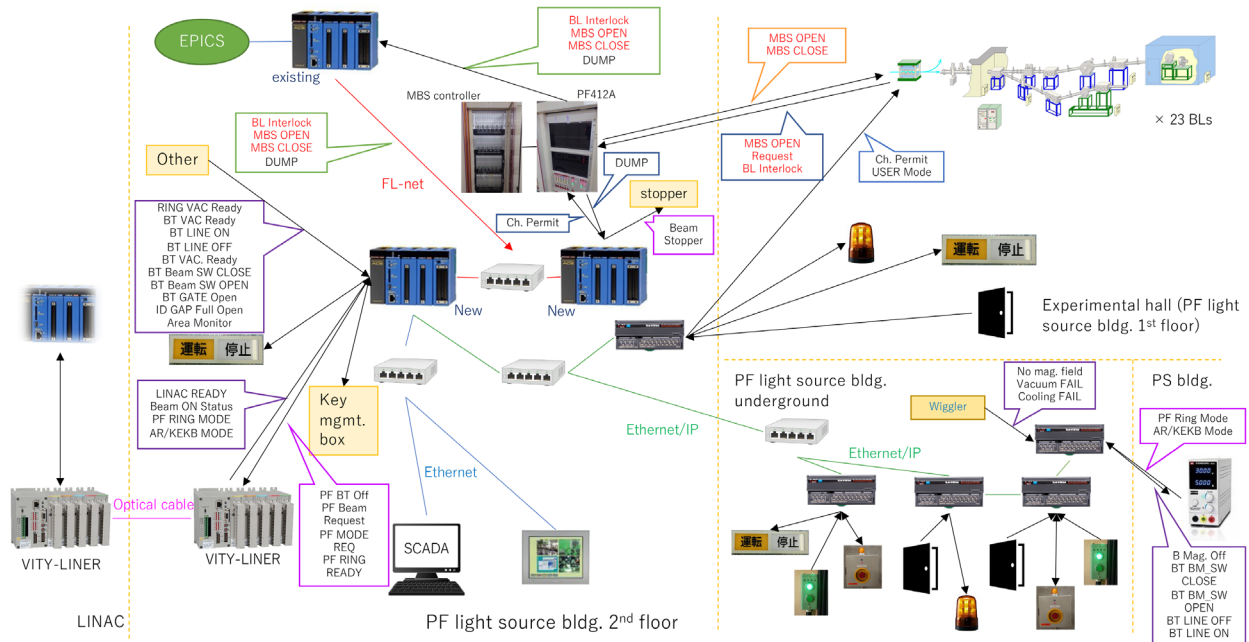 EPICS
existing
BL Interlock
MBS OPEN
MBS CLOSE
DUMP
MBS controller
PF412A
MBS OPEN
MBS CLOSE
× 23 BLs
BL Interlock
MBS OPEN
MBS CLOSE
DUMP
MBS OPEN
Request
BL Interlock
Ch. Permit
USER Mode
Other
FL-net
DUMP
stopper
Ch. Permit
Beam
Stopper
RING VAC Ready
BT VAC Ready
BT LINE ON
BT LINE OFF
BT VAC. Ready
BT Beam SW CLOSE
BT Beam SW OPEN
BT GATE Open
ID GAP Full Open
Area Monitor
New
New
運転 停止
運転 停止
Experimental hall (PF light
source bldg. 1st floor)
LINAC READY
Beam ON Status
PF RING MODE
AR/KEKB MODE
Key
mgmt.
box
Ethernet/IP
Ethernet
PF light source bldg.
underground
Wiggler
No mag. field
Vacuum FAIL
Cooling FAIL
PS bldg.
PF Ring Mode
AR/KEKB Mode
Ethernet/IP
Optical cable
VITY-LINER
VITY-LINER
PF BT Off
PF Beam
Request
PF MODE
REQ
PF RING
READY
SCADA
運転 停止
3000
5000
B Mag. Off
BT BM_SW
CLOSE
BT BM_SW
OPEN
BT LINE OFF
BT LINE ON
LINAC
PF light source bldg. 2nd floor